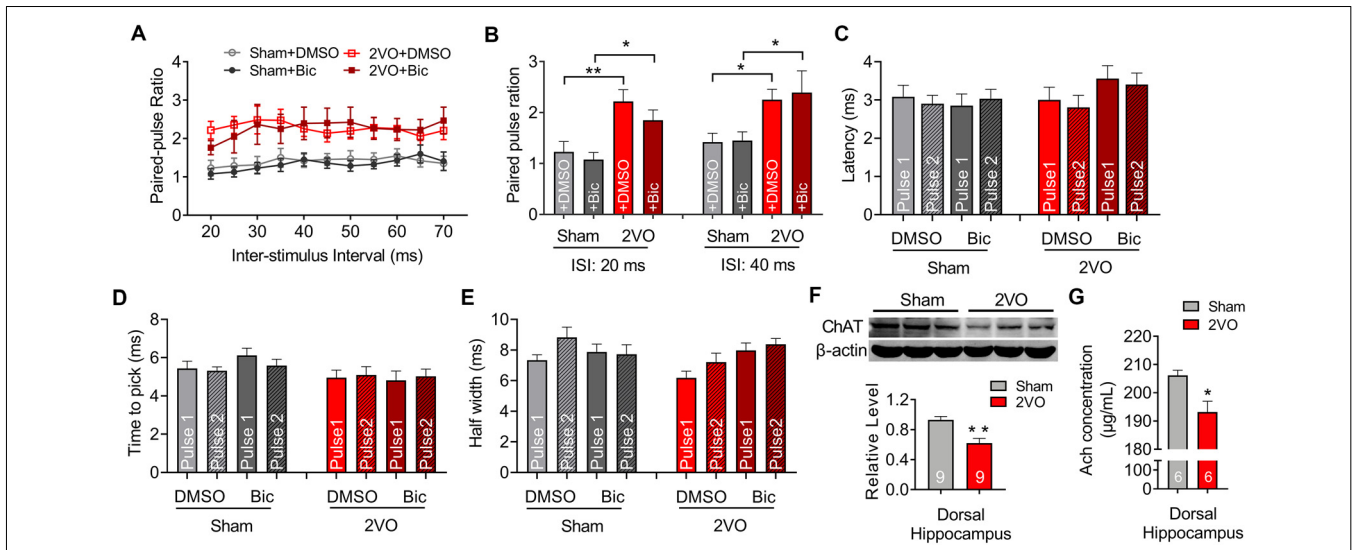 A
Sham+DMSO 2VO+DMSO
Sham+Bic 2VO+Bic
Paired-pulse Ratio
4
3
2
1
0
20 30 40 50 60 70
Inter-stimulus Interval (ms)
B
Paired pulse ration
3
2
1
0
** * * *
+DMSO +Bic +DMSO +Bic +DMSO +Bic +DMSO +Bic
Sham 2VO Sham 2VO
ISI: 20 ms ISI: 40 ms
C
Latency (ms)
4
3
2
1
0
Pulse 1 Pulse 2 Pulse 1 Pulse 2 Pulse1 Pulse2 Pulse1 Pulse2
DMSO Bic DMSO Bic
Sham 2VO
D
Time to pick (ms)
8
6
4
2
0
Pulse 1 Pulse 2 Pulse 1 Pulse 2 Pulse1 Pulse2 Pulse1 Pulse2
DMSO Bic DMSO Bic
Sham 2VO
E
Half width (ms)
10
8
6
4
2
0
Pulse 1 Pulse 2 Pulse 1 Pulse 2 Pulse1 Pulse2 Pulse1 Pulse2
DMSO Bic DMSO Bic
Sham 2VO
F
Sham 2VO
ChAT
β-actin
Sham
2VO
Relative Level
1.2
0.8
0.4
0.0
* *
9 9
Dorsal
Hippocampus
G
Sham
2VO
Ach concentration
(μg/mL)
220
210
200
190
180
100
0
*
6 6
Dorsal
Hippocampus